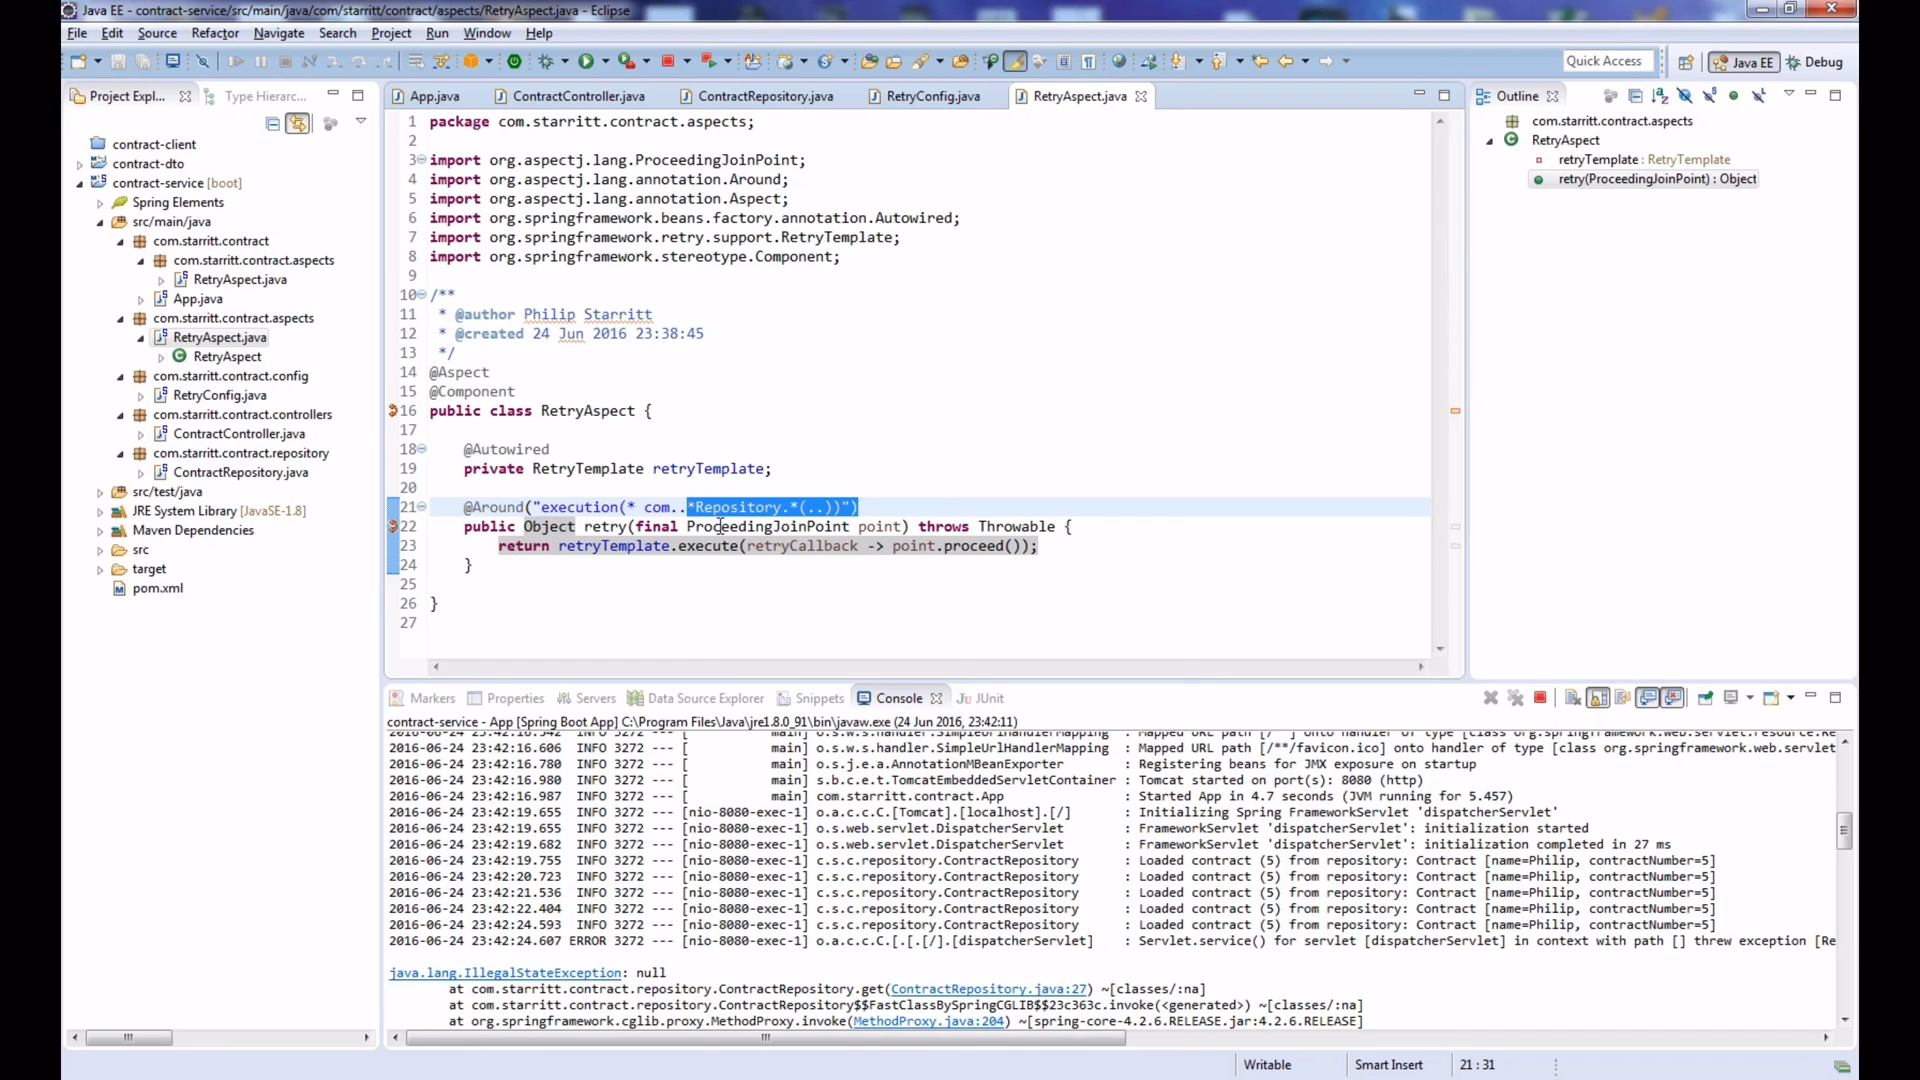 Java EE - contract-service/src/main/java/com/starritt/contract/aspects/RetryAspect.java - Eclipse
File Edit Source Refactor Navigate Search Project Run Window Help
Quick Access
Java EE
Debug
Project Expl...
Type Hierarc...
contract-client
contract-dto
contract-service [boot]
Spring Elements
src/main/java
com.starritt.contract
com.starritt.contract.aspects
RetryAspect.java
App.java
com.starritt.contract.aspects
RetryAspect.java
RetryAspect
com.starritt.contract.config
RetryConfig.java
com.starritt.contract.controllers
ContractController.java
com.starritt.contract.repository
ContractRepository.java
src/test/java
JRE System Library [JavaSE-1.8]
Maven Dependencies
src
target
pom.xml
App.java ContractController.java ContractRepository.java RetryConfig.java RetryAspect.java
1 package com.starritt.contract.aspects;
2
3 import org.aspectj.lang.ProceedingJoinPoint;
4 import org.aspectj.lang.annotation.Around;
5 import org.aspectj.lang.annotation.Aspect;
6 import org.springframework.beans.factory.annotation.Autowired;
7 import org.springframework.retry.support.RetryTemplate;
8 import org.springframework.stereotype.Component;
9
10 /**
11 * @author Philip Starritt
12 * @created 24 Jun 2016 23:38:45
13 */
14 @Aspect
15 @Component
16 public class RetryAspect {
17
18 @Autowired
19 private RetryTemplate retryTemplate;
20
21 @Around("execution(* com..*Repository.*(..))")
22 public Object retry(final ProceedingJoinPoint point) throws Throwable {
23 return retryTemplate.execute(retryCallback -> point.proceed());
24 }
25
26 }
27
Outline
com.starritt.contract.aspects
RetryAspect
retryTemplate : RetryTemplate
retry(ProceedingJoinPoint) : Object
Markers Properties Servers Data Source Explorer Snippets Console JUnit
contract-service - App [Spring Boot App] C:\Program Files\Java\jre1.8.0_91\bin\javaw.exe (24 Jun 2016, 23:42:11)
2016-06-24 23:42:16.542 INFO 3272 --- [ main] o.s.w.s.handler.SimpleUrlHandlerMapping : Mapped URL path [/**] onto handler of type [class org.springframework.web.servlet.resource.Re
2016-06-24 23:42:16.606 INFO 3272 --- [ main] o.s.w.s.handler.SimpleUrlHandlerMapping : Mapped URL path [/**/favicon.ico] onto handler of type [class org.springframework.web.servlet
2016-06-24 23:42:16.780 INFO 3272 --- [ main] o.s.j.e.a.AnnotationMBeanExporter : Registering beans for JMX exposure on startup
2016-06-24 23:42:16.980 INFO 3272 --- [ main] s.b.c.e.t.TomcatEmbeddedServletContainer : Tomcat started on port(s): 8080 (http)
2016-06-24 23:42:16.987 INFO 3272 --- [ main] com.starritt.contract.App : Started App in 4.7 seconds (JVM running for 5.457)
2016-06-24 23:42:19.655 INFO 3272 --- [nio-8080-exec-1] o.a.c.c.C.[Tomcat].[localhost].[/] : Initializing Spring FrameworkServlet 'dispatcherServlet'
2016-06-24 23:42:19.655 INFO 3272 --- [nio-8080-exec-1] o.s.web.servlet.DispatcherServlet : FrameworkServlet 'dispatcherServlet': initialization started
2016-06-24 23:42:19.682 INFO 3272 --- [nio-8080-exec-1] o.s.web.servlet.DispatcherServlet : FrameworkServlet 'dispatcherServlet': initialization completed in 27 ms
2016-06-24 23:42:19.755 INFO 3272 --- [nio-8080-exec-1] c.s.c.repository.ContractRepository : Loaded contract (5) from repository: Contract [name=Philip, contractNumber=5]
2016-06-24 23:42:20.723 INFO 3272 --- [nio-8080-exec-1] c.s.c.repository.ContractRepository : Loaded contract (5) from repository: Contract [name=Philip, contractNumber=5]
2016-06-24 23:42:21.536 INFO 3272 --- [nio-8080-exec-1] c.s.c.repository.ContractRepository : Loaded contract (5) from repository: Contract [name=Philip, contractNumber=5]
2016-06-24 23:42:22.404 INFO 3272 --- [nio-8080-exec-1] c.s.c.repository.ContractRepository : Loaded contract (5) from repository: Contract [name=Philip, contractNumber=5]
2016-06-24 23:42:24.593 INFO 3272 --- [nio-8080-exec-1] c.s.c.repository.ContractRepository : Loaded contract (5) from repository: Contract [name=Philip, contractNumber=5]
2016-06-24 23:42:24.607 ERROR 3272 --- [nio-8080-exec-1] o.a.c.c.C.[.[.[/].[dispatcherServlet] : Servlet.service() for servlet [dispatcherServlet] in context with path [] threw exception [Re
java.lang.IllegalStateException: null
at com.starritt.contract.repository.ContractRepository.get(ContractRepository.java:27) ~[classes/:na]
at com.starritt.contract.repository.ContractRepository$$FastClassBySpringCGLIB$$23c363c.invoke(<generated>) ~[classes/:na]
at org.springframework.cglib.proxy.MethodProxy.invoke(MethodProxy.java:204) ~[spring-core-4.2.6.RELEASE.jar:4.2.6.RELEASE]
Writable
Smart Insert
21 : 31